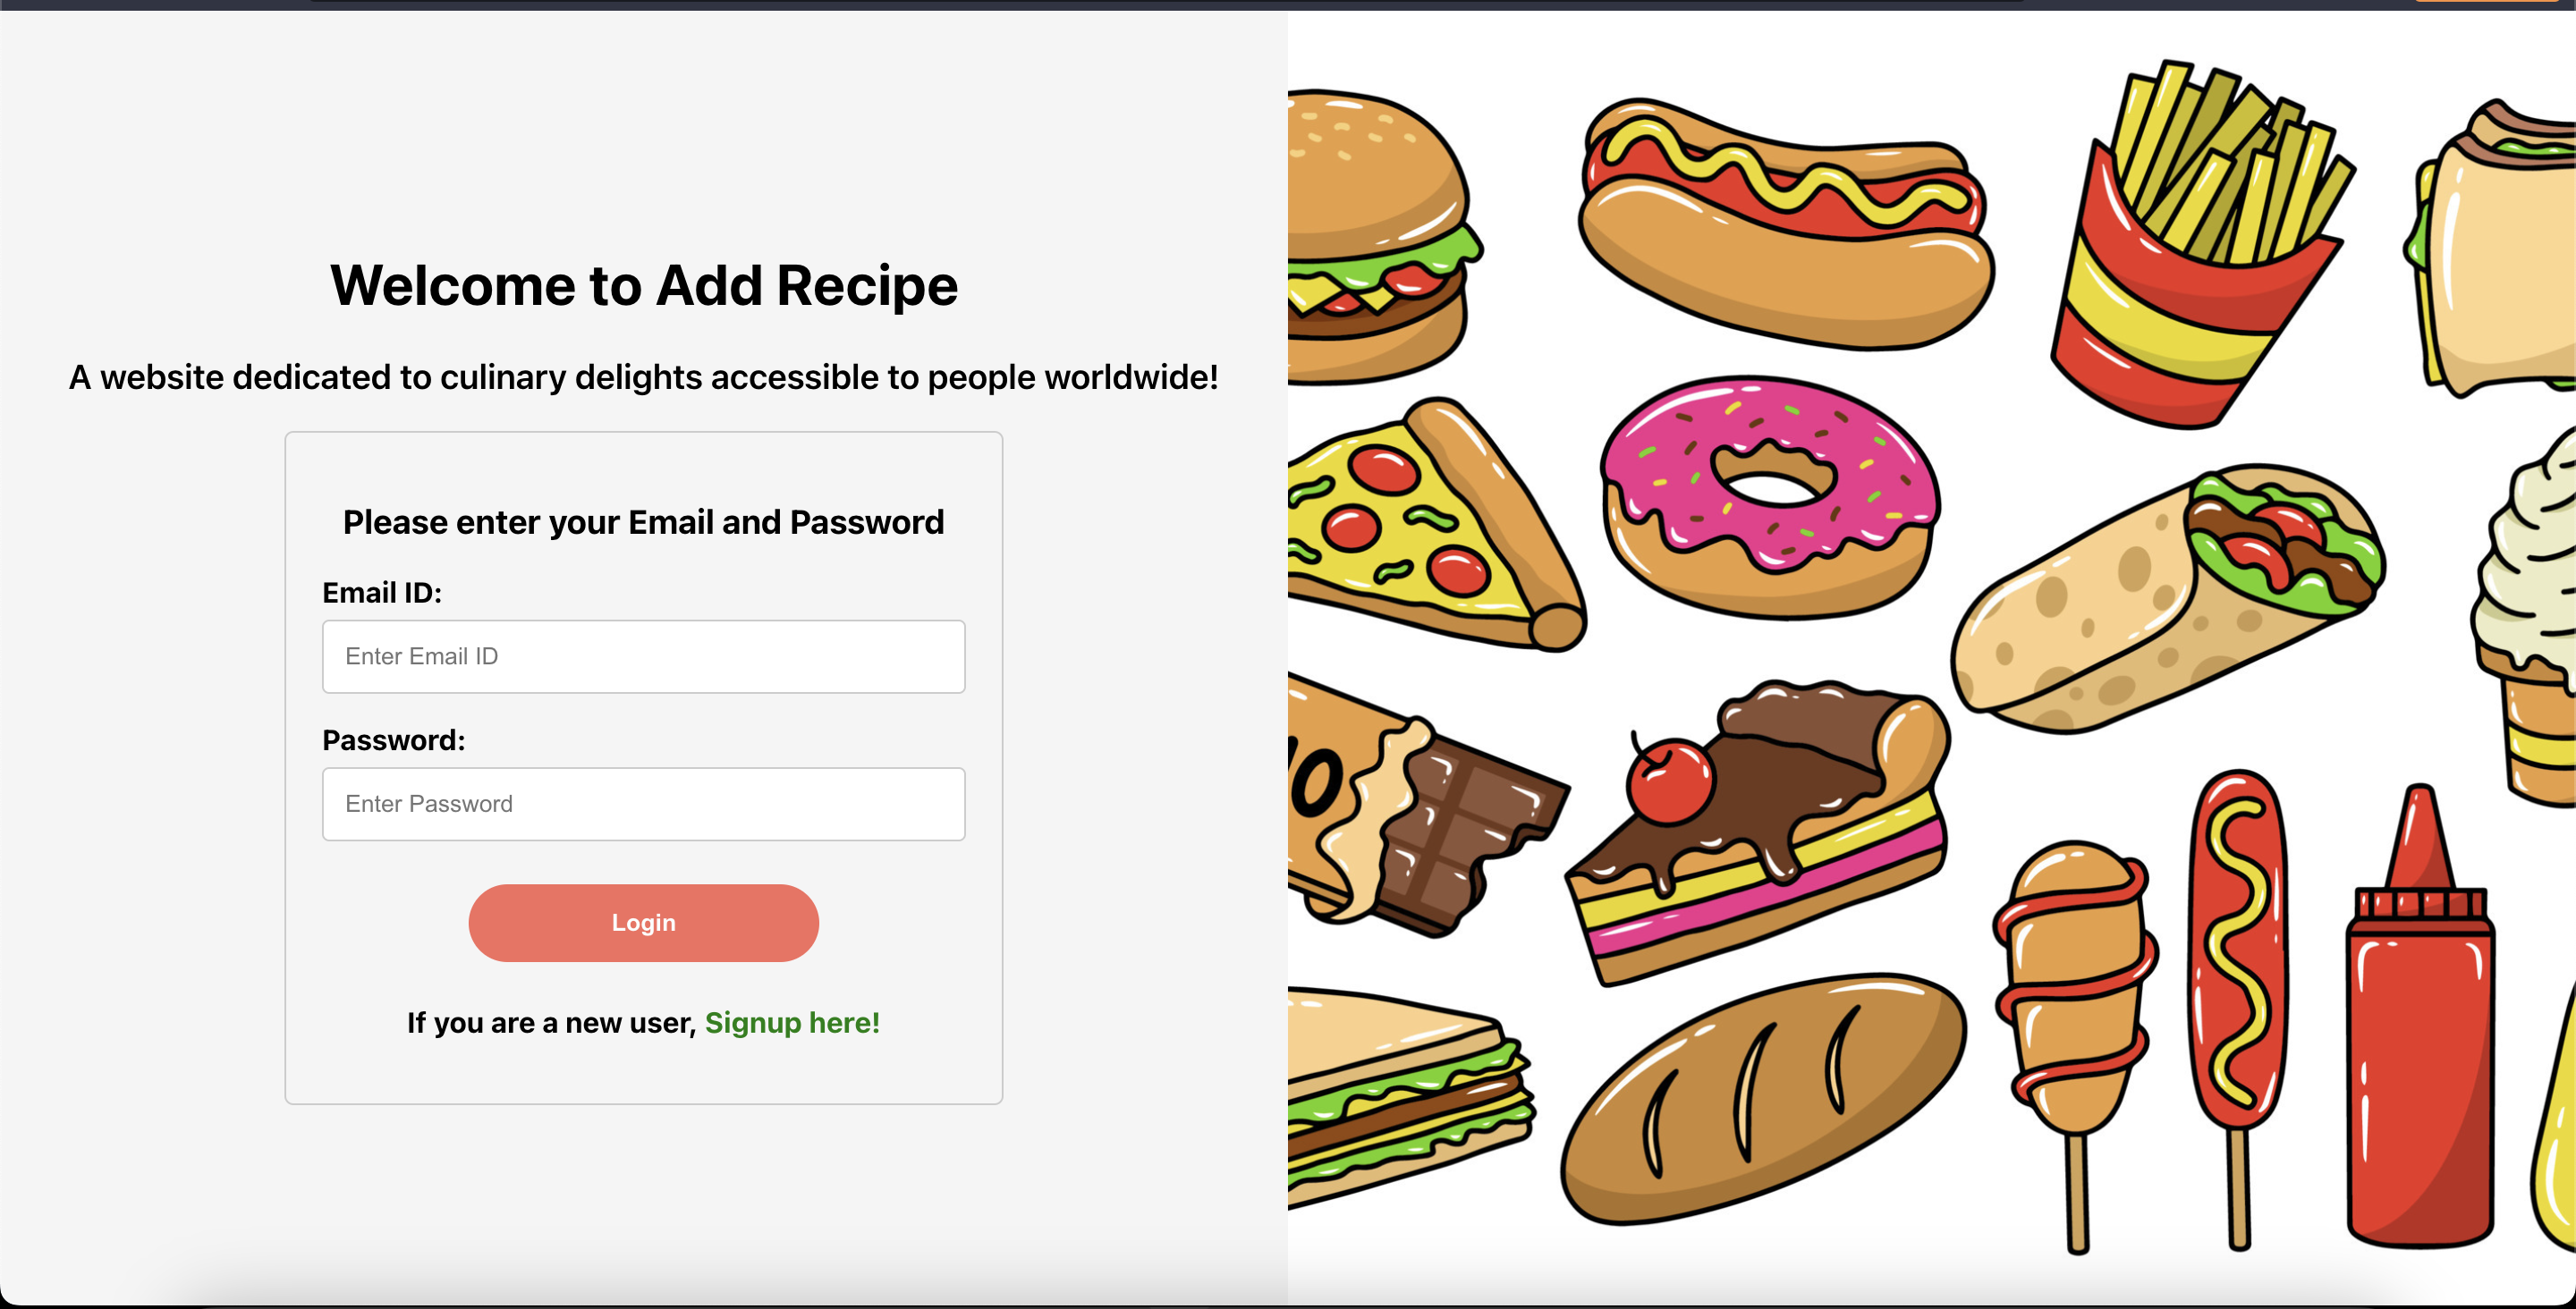 Welcome to Add Recipe
A website dedicated to culinary delights accessible to people worldwide!
Please enter your Email and Password
Email ID:
Enter Email ID
Password:
Enter Password
Login
If you are a new user, Signup here!